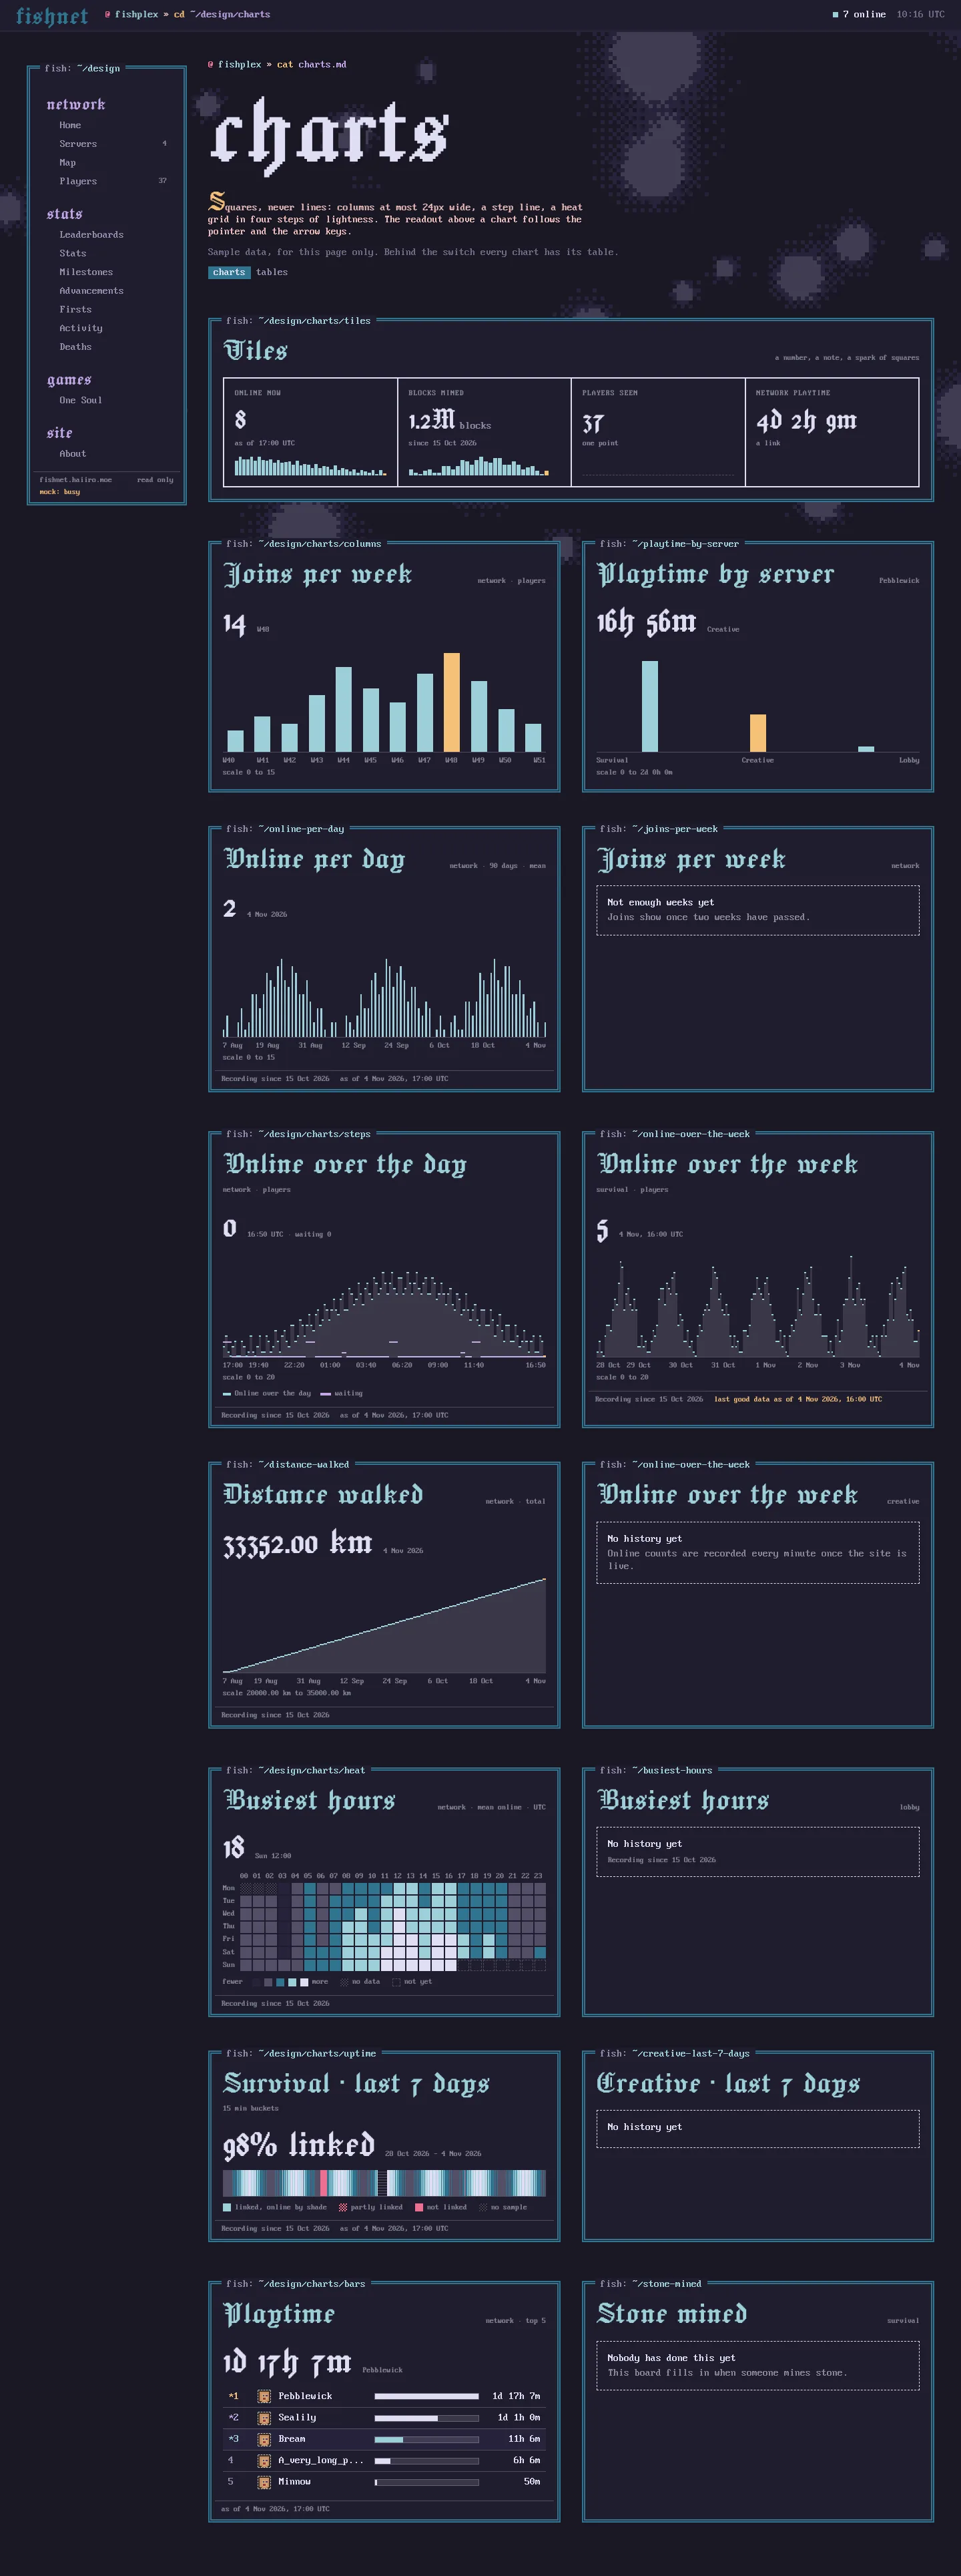 fishnet
@ fishplex » cd ~/design/charts
7 online 10:16 UTC
fish: ~/design
network
Home
Servers 4
Map
Players 37
stats
Leaderboards
Stats
Milestones
Advancements
Firsts
Activity
Deaths
games
One Soul
site
About
fishnet.haiiro.moe read only
mock: busy
@ fishplex » cat charts.md
charts
Squares, never lines: columns at most 24px wide, a step line, a heat
grid in four steps of lightness. The readout above a chart follows the
pointer and the arrow keys.
Sample data, for this page only. Behind the switch every chart has its table.
charts tables
fish: ~/design/charts/tiles
Tiles
a number, a note, a spark of squares
ONLINE NOW
8
as of 17:00 UTC
BLOCKS MINED
1.2M blocks
since 15 Oct 2026
PLAYERS SEEN
37
one point
NETWORK PLAYTIME
4d 2h 9m
a link
fish: ~/design/charts/columns
Joins per week
network · players
14 W48
W40 W41 W42 W43 W44 W45 W46 W47 W48 W49 W50 W51
scale 0 to 15
fish: ~/playtime-by-server
Playtime by server
Pebblewick
16h 56m Creative
Survival Creative Lobby
scale 0 to 2d 0h 0m
fish: ~/online-per-day
Online per day
network · 90 days · mean
2 4 Nov 2026
7 Aug 19 Aug 31 Aug 12 Sep 24 Sep 6 Oct 18 Oct 4 Nov
scale 0 to 15
Recording since 15 Oct 2026 as of 4 Nov 2026, 17:00 UTC
fish: ~/joins-per-week
Joins per week
network
Not enough weeks yet
Joins show once two weeks have passed.
fish: ~/design/charts/steps
Online over the day
network · players
0 16:50 UTC · waiting 0
17:00 19:40 22:20 01:00 03:40 06:20 09:00 11:40 16:50
scale 0 to 20
Online over the day waiting
Recording since 15 Oct 2026 as of 4 Nov 2026, 17:00 UTC
fish: ~/online-over-the-week
Online over the week
survival · players
5 4 Nov, 16:00 UTC
28 Oct 29 Oct 30 Oct 31 Oct 1 Nov 2 Nov 3 Nov 4 Nov
scale 0 to 20
Recording since 15 Oct 2026 last good data as of 4 Nov 2026, 16:00 UTC
fish: ~/distance-walked
Distance walked
network · total
33352.00 km 4 Nov 2026
7 Aug 19 Aug 31 Aug 12 Sep 24 Sep 6 Oct 18 Oct 4 Nov
scale 20000.00 km to 35000.00 km
Recording since 15 Oct 2026
fish: ~/online-over-the-week
Online over the week
creative
No history yet
Online counts are recorded every minute once the site is
live.
fish: ~/design/charts/heat
Busiest hours
network · mean online · UTC
18 Sun 12:00
00 01 02 03 04 05 06 07 08 09 10 11 12 13 14 15 16 17 18 19 20 21 22 23
Mon
Tue
Wed
Thu
Fri
Sat
Sun
fewer more no data not yet
Recording since 15 Oct 2026
fish: ~/busiest-hours
Busiest hours
lobby
No history yet
Recording since 15 Oct 2026
fish: ~/design/charts/uptime
Survival · last 7 days
15 min buckets
98% linked 28 Oct 2026 – 4 Nov 2026
linked, online by shade partly linked not linked no sample
Recording since 15 Oct 2026 as of 4 Nov 2026, 17:00 UTC
fish: ~/creative-last-7-days
Creative · last 7 days
No history yet
fish: ~/design/charts/bars
Playtime
network · top 5
1d 17h 7m Pebblewick
*1 Pebblewick 1d 17h 7m
*2 Sealily 1d 1h 0m
*3 Bream 11h 6m
4 A_very_long_p... 6h 6m
5 Minnow 50m
as of 4 Nov 2026, 17:00 UTC
fish: ~/stone-mined
Stone mined
survival
Nobody has done this yet
This board fills in when someone mines stone.